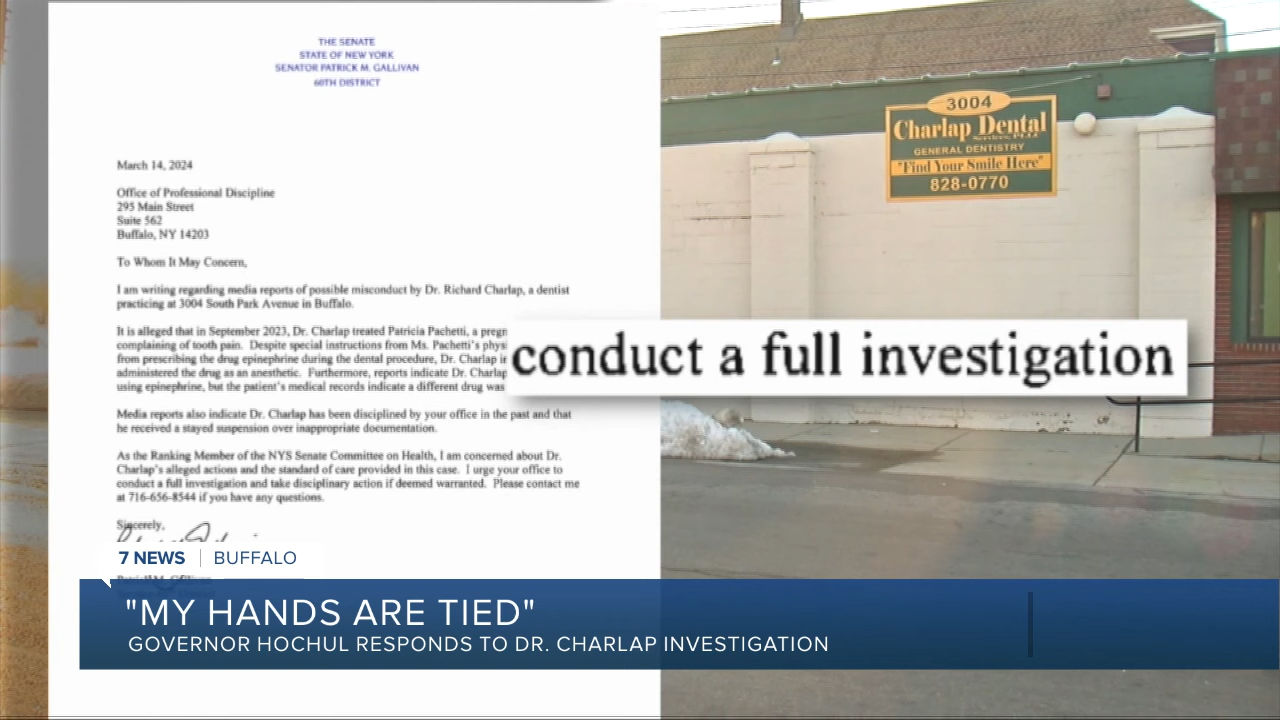 THE SENATE
STATE OF NEW YORK
SENATOR PATRICK M. GALLIVAN
60TH DISTRICT
March 14, 2024
Office of Professional Discipline
295 Main Street
Suite 562
Buffalo, NY 14203
To Whom It May Concern,
I am writing regarding media reports of possible misconduct by Dr. Richard Charlap, a dentist
practicing at 3004 South Park Avenue in Buffalo.
It is alleged that in September 2023, Dr. Charlap treated Patricia Pachetti, a pregn
complaining of tooth pain. Despite special instructions from Ms. Pachetti's phys
from prescribing the drug epinephrine during the dental procedure, Dr. Charlap
administered the drug as an anesthetic. Furthermore, reports indicate Dr. Charlap
using epinephrine, but the patient's medical records indicate a different drug was
Media reports also indicate Dr. Charlap has been disciplined by your office in the past and that
he received a stayed suspension over inappropriate documentation.
As the Ranking Member of the NYS Senate Committee on Health, I am concerned about Dr.
Charlap's alleged actions and the standard of care provided in this case. I urge your office to
conduct a full investigation and take disciplinary action if deemed warranted. Please contact me
at 716-656-8544 if you have any questions.
Sincerely,
3004
Charlap Dental
Services, PLLC
GENERAL DENTISTRY
"Find Your Smile Here"
828-0770
conduct a full investigation
7 NEWS | BUFFALO
"MY HANDS ARE TIED"
GOVERNOR HOCHUL RESPONDS TO DR. CHARLAP INVESTIGATION